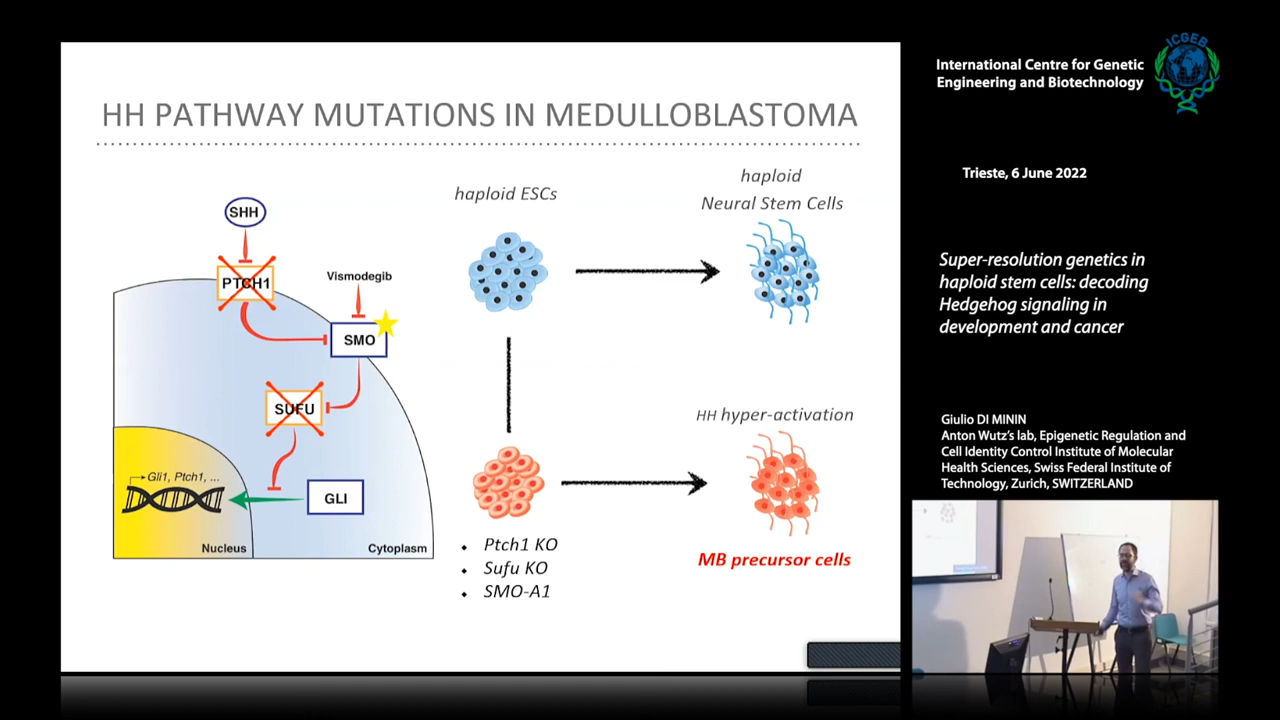 HH PATHWAY MUTATIONS IN MEDULLOBLASTOMA
SHH
PTCH1
Vismodegib
SMO
SUFU
Gli1, Ptch1, ...
GLI
Nucleus
Cytoplasm
haploid ESCs
haploid
Neural Stem Cells
HH hyper-activation
Ptch1 KO
Sufu KO
SMO-A1
MB precursor cells
International Centre for Genetic
Engineering and Biotechnology
ICGEB
Trieste, 6 June 2022
Super-resolution genetics in
haploid stem cells: decoding
Hedgehog signaling in
development and cancer
Giulio DI MININ
Anton Wutz's lab, Epigenetic Regulation and
Cell Identity Control Institute of Molecular
Health Sciences, Swiss Federal Institute of
Technology, Zurich, SWITZERLAND